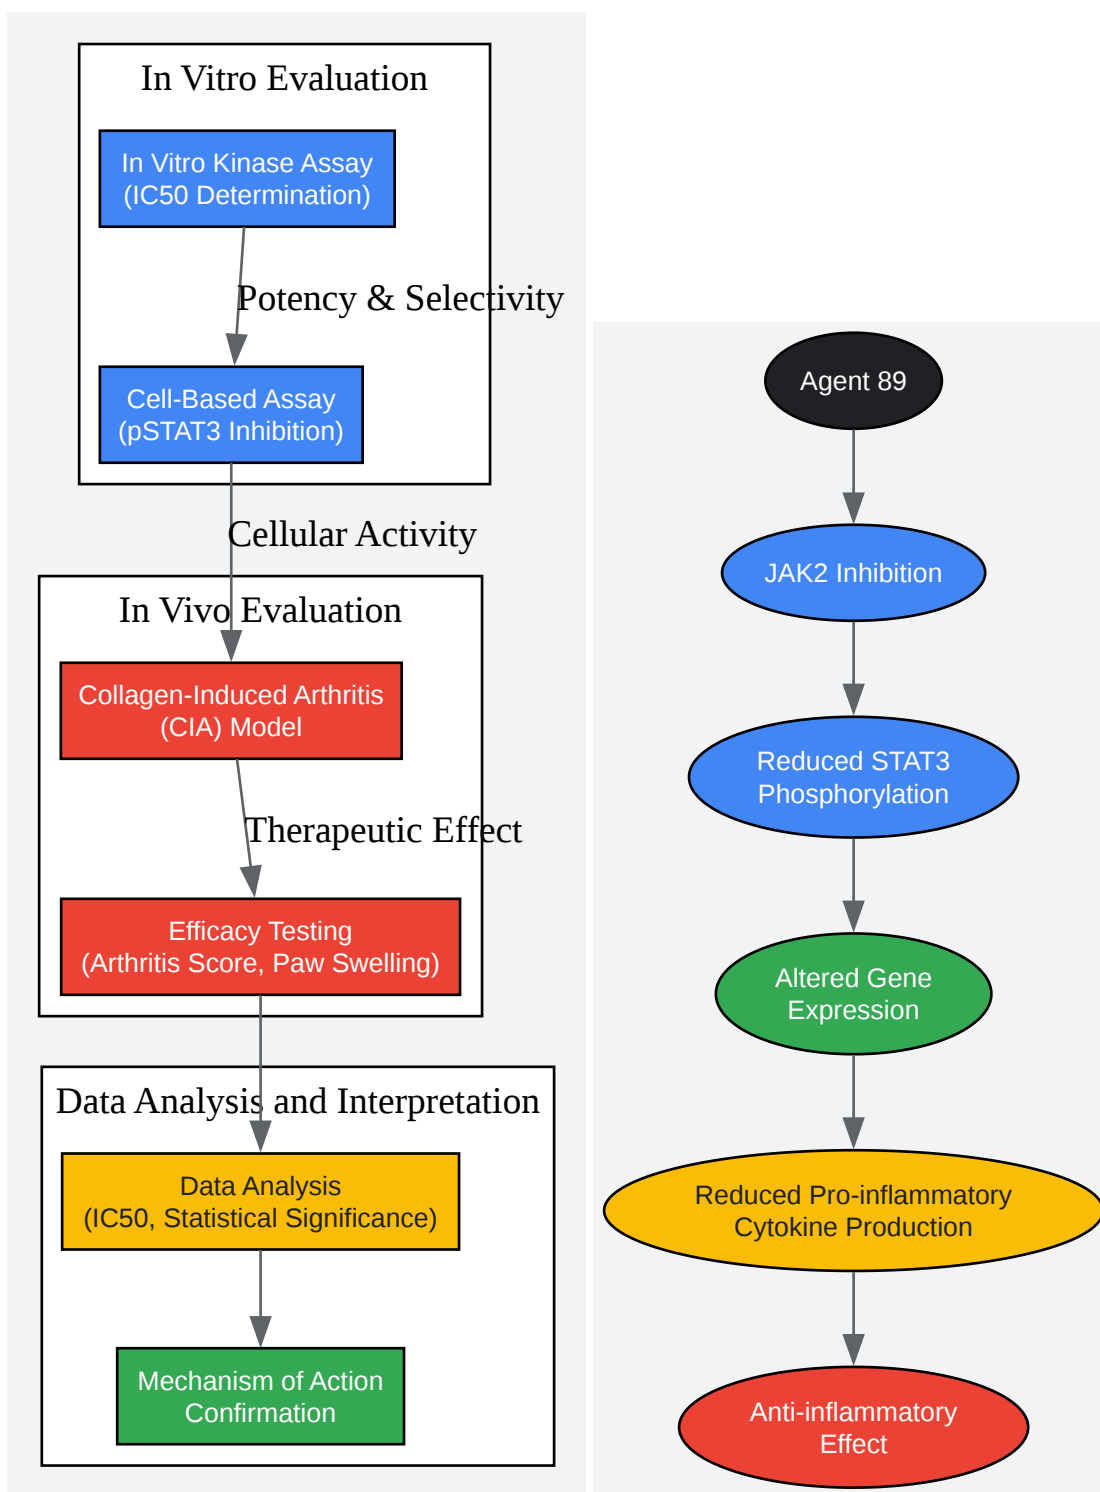 In Vitro Evaluation
In Vitro Kinase Assay
(IC50 Determination)
Potency & Selectivity
Cell-Based Assay
(pSTAT3 Inhibition)
Cellular Activity
In Vivo Evaluation
Collagen-Induced Arthritis
(CIA) Model
Therapeutic Effect
Efficacy Testing
(Arthritis Score, Paw Swelling)
Data Analysis and Interpretation
Data Analysis
(IC50, Statistical Significance)
Mechanism of Action
Confirmation
Agent 89
JAK2 Inhibition
Reduced STAT3
Phosphorylation
Altered Gene
Expression
Reduced Pro-inflammatory
Cytokine Production
Anti-inflammatory
Effect